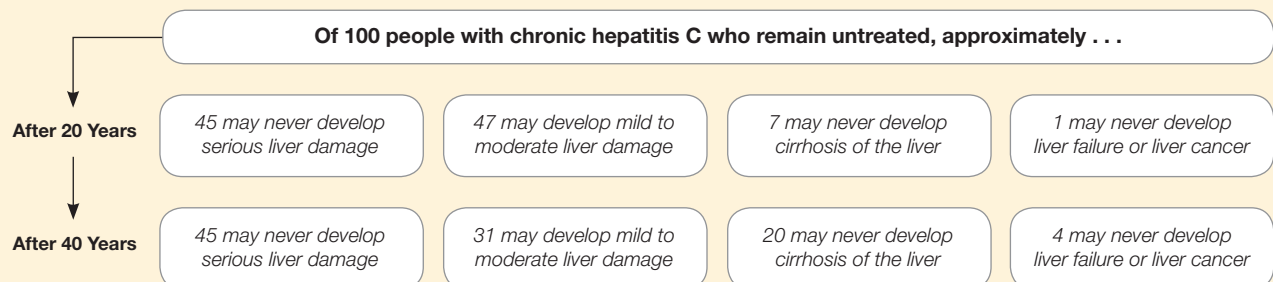 Of 100 people with chronic hepatitis C who remain untreated, approximately . . .
After 20 Years
45 may never develop
serious liver damage
47 may develop mild to
moderate liver damage
7 may never develop
cirrhosis of the liver
1 may never develop
liver failure or liver cancer
After 40 Years
45 may never develop
serious liver damage
31 may develop mild to
moderate liver damage
20 may never develop
cirrhosis of the liver
4 may never develop
liver failure or liver cancer